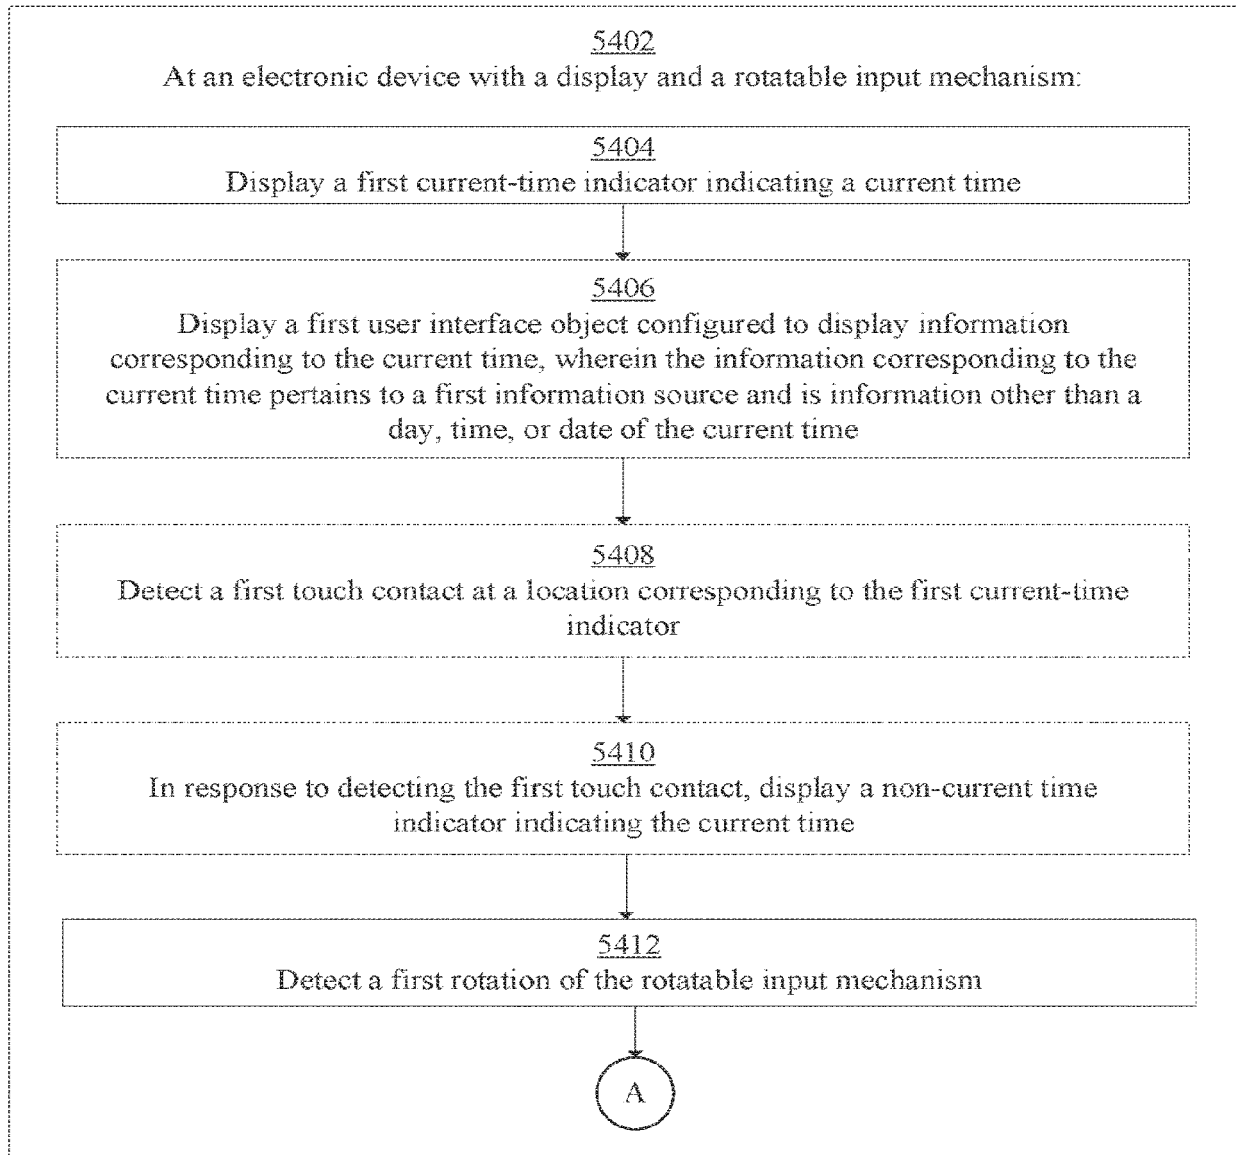 5402
At an electronic device with a display and a rotatable input mechanism:
5404
Display a first current-time indicator indicating a current time
5406
Display a first user interface object configured to display information
corresponding to the current time, wherein the information corresponding to the
current time pertains to a first information source and is information other than a
day, time, or date of the current time
5408
Detect a first touch contact at a location corresponding to the first current-time
indicator
5410
In response to detecting the first touch contact, display a non-current time
indicator indicating the current time
5412
Detect a first rotation of the rotatable input mechanism
A